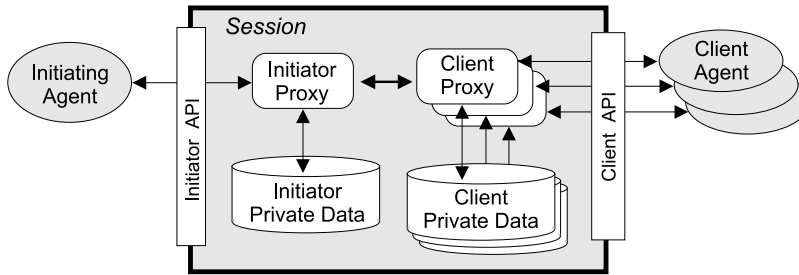 Session
Initiating
Agent
Initiator API
Initiator
Proxy
Client
Proxy
Client API
Client
Agent
Initiator
Private Data
Client
Private Data